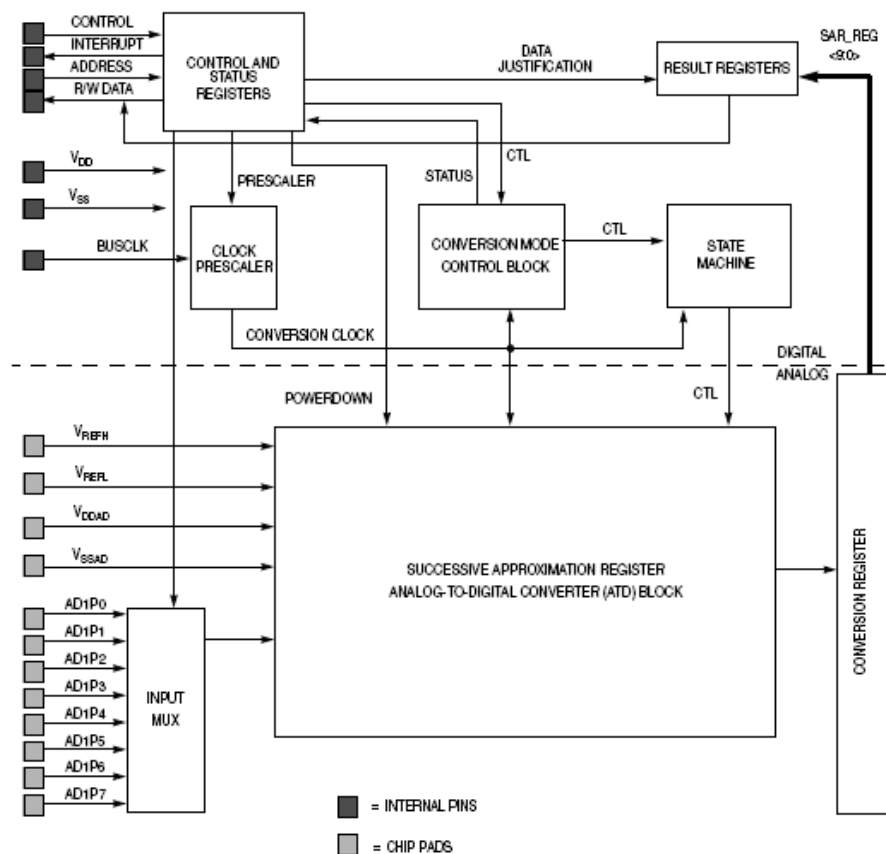 CONTROL
INTERRUPT
ADDRESS
R/W DATA
CONTROL AND
STATUS
REGISTERS
DATA
JUSTIFICATION
RESULT REGISTERS
SAR_REG
<9:0>
VDD
VSS
BUSCLK
PRESCALER
CLOCK
PRESCALER
STATUS
CTL
CONVERSION MODE
CONTROL BLOCK
CTL
STATE
MACHINE
CONVERSION CLOCK
DIGITAL
ANALOG
POWERDOWN
CTL
VREFH
VREFL
VDDAD
VSSAD
SUCCESSIVE APPROXIMATION REGISTER
ANALOG-TO-DIGITAL CONVERTER (ATD) BLOCK
CONVERSION REGISTER
AD1P0
AD1P1
AD1P2
AD1P3
AD1P4
AD1P5
AD1P6
AD1P7
INPUT
MUX
= INTERNAL PINS
= CHIP PADS